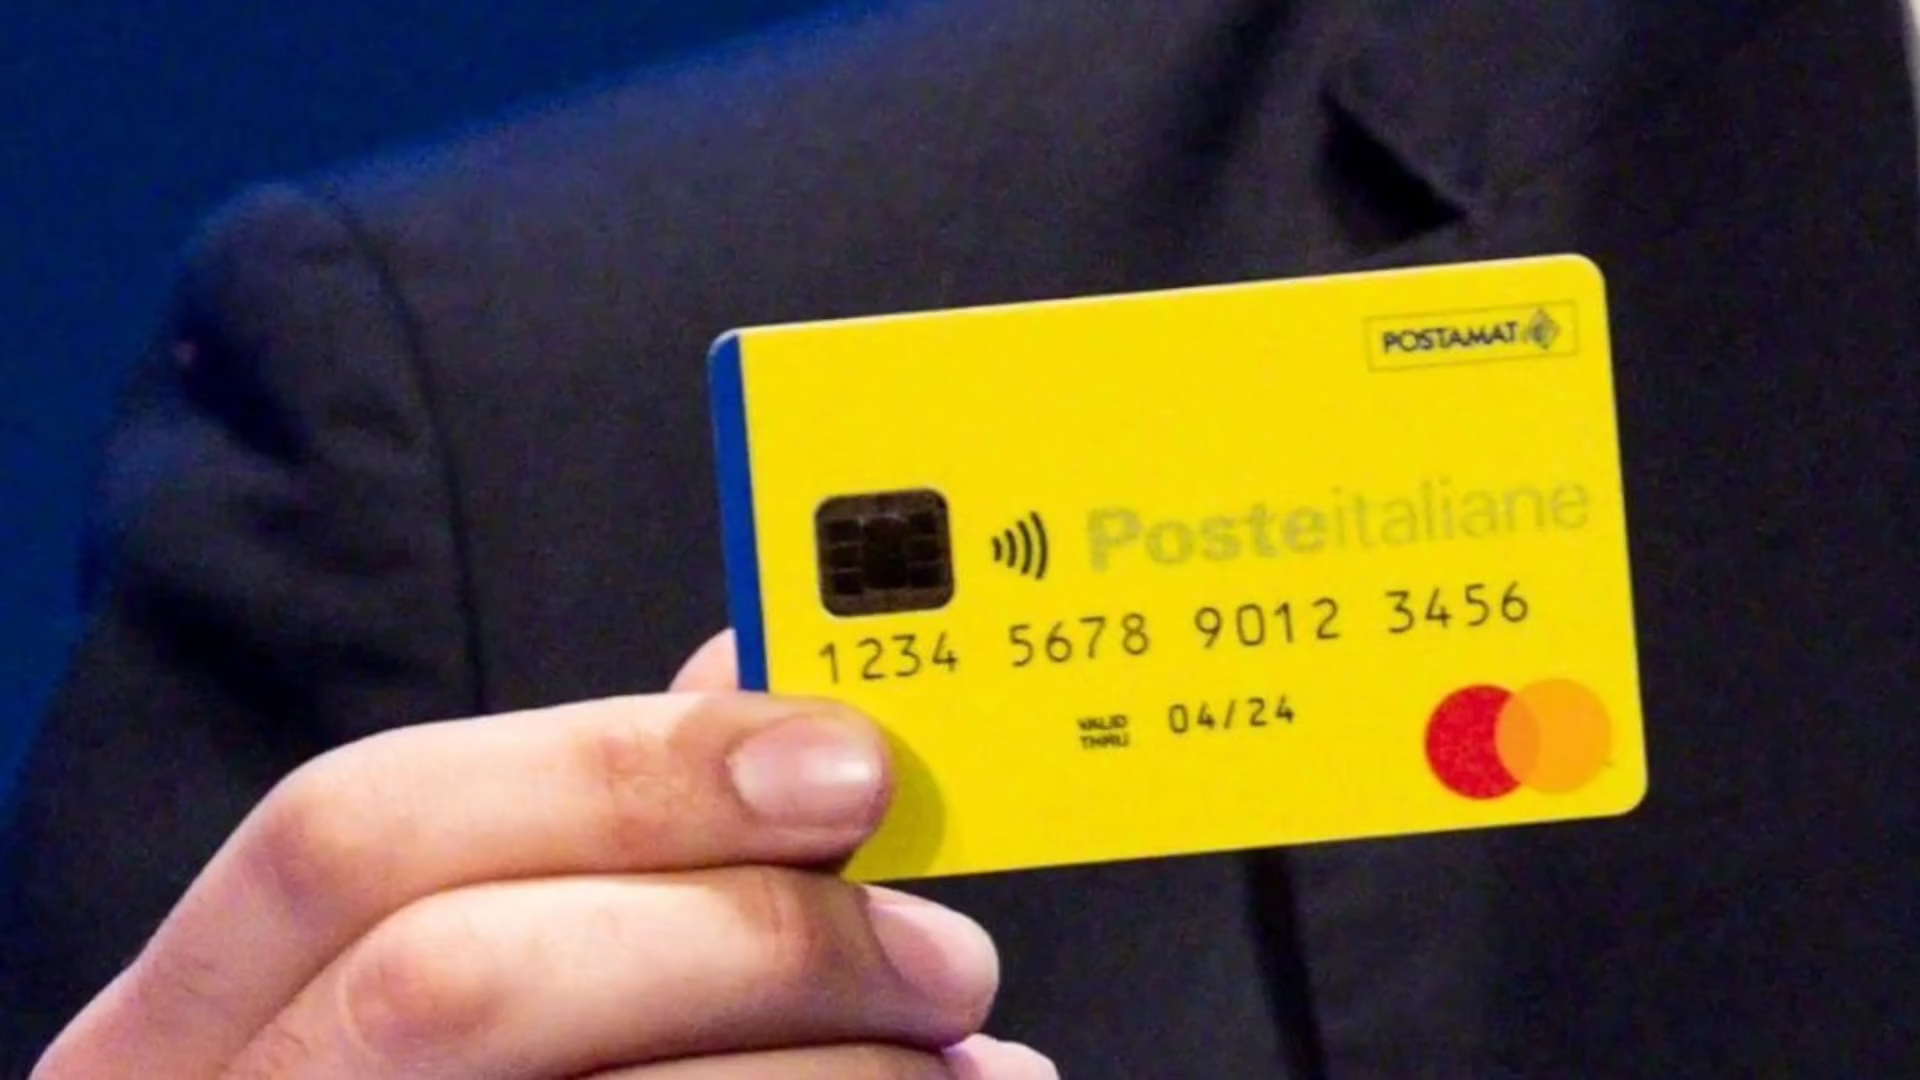 POSTAMAT
Posteitaliane
1234 5678 9012 3456
VALID
THRU
04/24